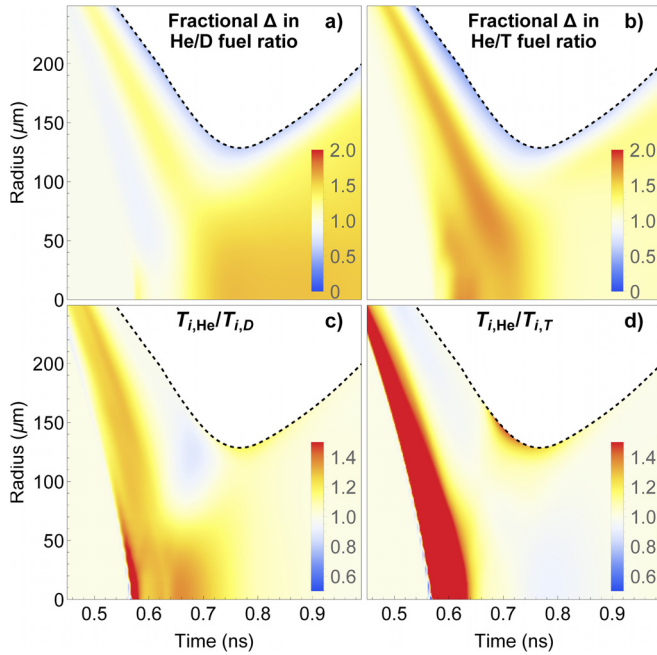 Fractional Δ in
He/D fuel ratio
a)
Fractional Δ in
He/T fuel ratio
b)
Radius (μm)
200
150
100
50
0
2.0
1.5
1.0
0.5
0
2.0
1.5
1.0
0.5
0
T_i,He/T_i,D
c)
T_i,He/T_i,T
d)
Radius (μm)
200
150
100
50
0
1.4
1.2
1.0
0.8
0.6
1.4
1.2
1.0
0.8
0.6
0.5 0.6 0.7 0.8 0.9
0.5 0.6 0.7 0.8 0.9
Time (ns)
Time (ns)